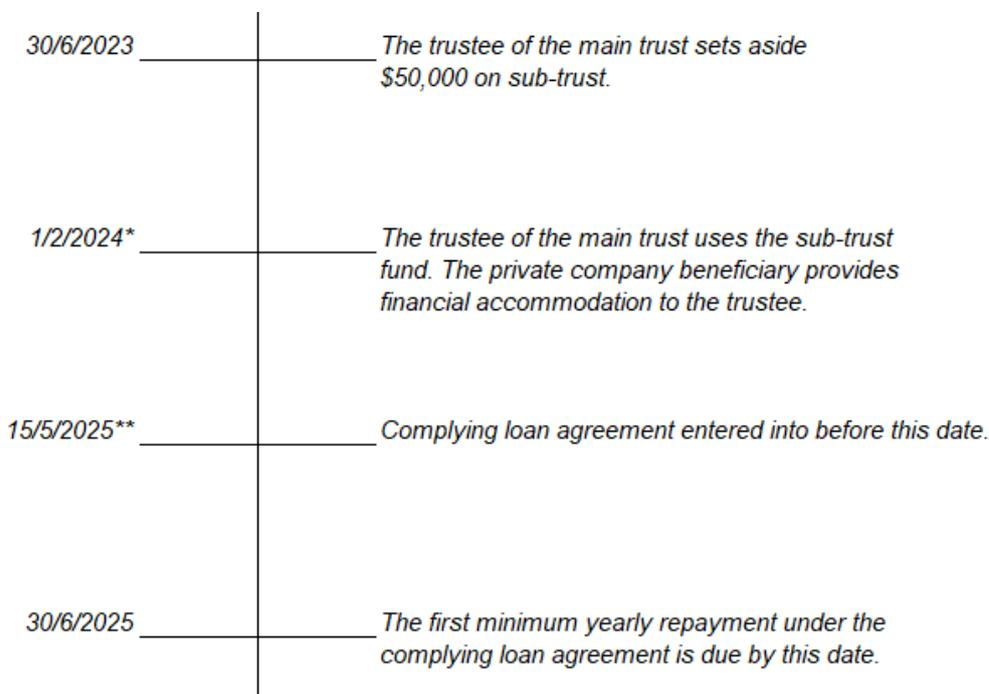 30/6/2023 The trustee of the main trust sets aside
$50,000 on sub-trust.
1/2/2024* The trustee of the main trust uses the sub-trust
fund. The private company beneficiary provides
financial accommodation to the trustee.
15/5/2025** Complying loan agreement entered into before this date.
30/6/2025 The first minimum yearly repayment under the
complying loan agreement is due by this date.